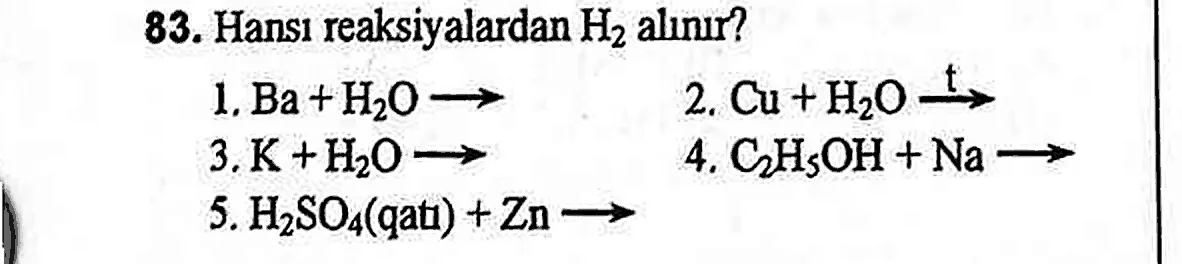 83. Hansı reaksiyalardan H₂ alınır?
1. Ba + H₂O ⟶ 2. Cu + H₂O —t→
3. K + H₂O ⟶ 4. C₂H₅OH + Na ⟶
5. H₂SO₄(qatı) + Zn ⟶